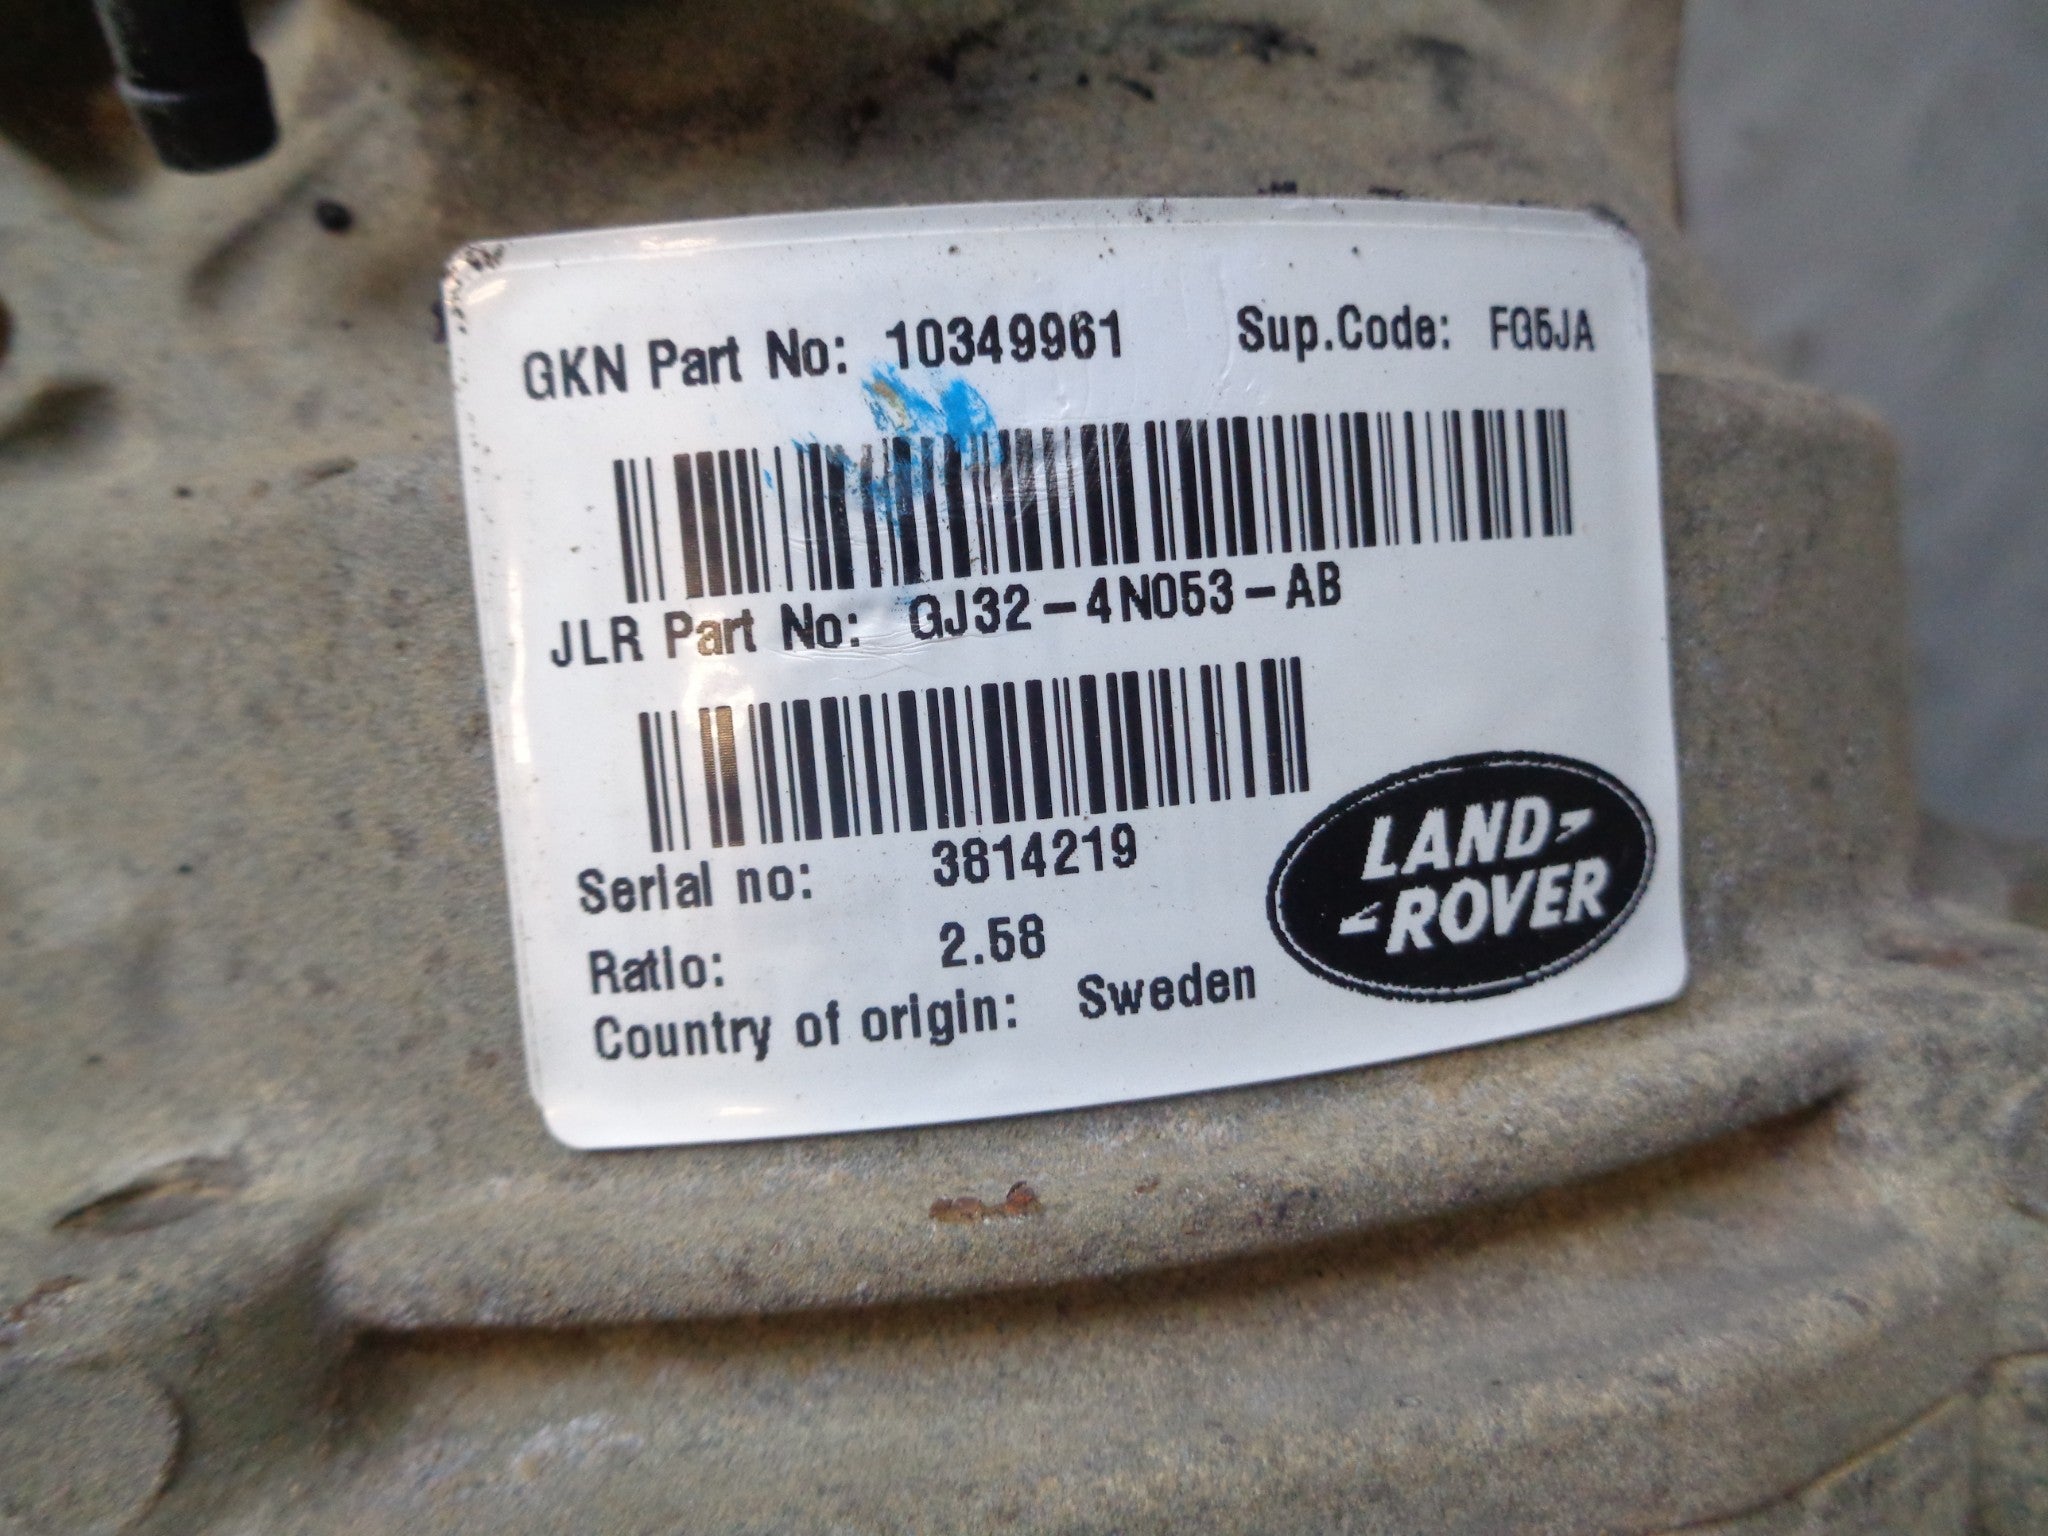 GKN Part No: 10349961 Sup.Code: FG5JA
JLR Part No: GJ32-4N053-AB
Serial no: 3814219
Ratio: 2.58
Country of origin: Sweden
LAND
ROVER